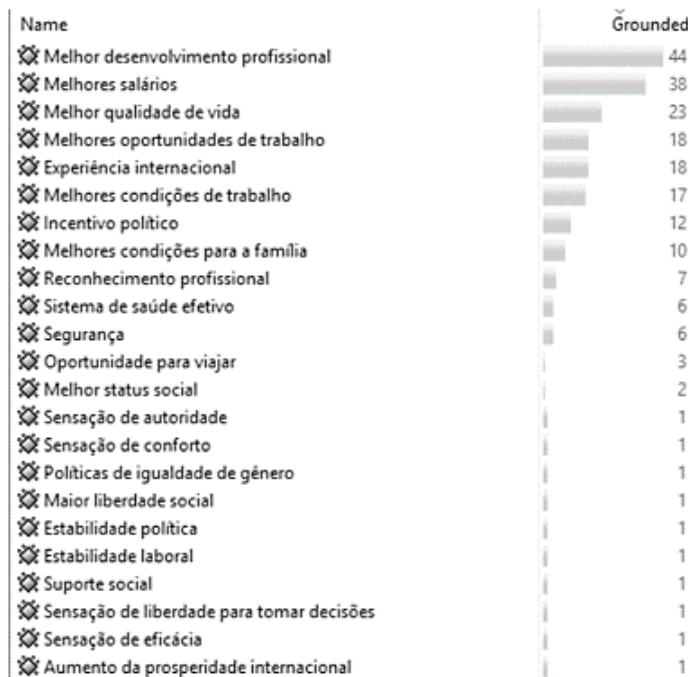 Name Grounded
Melhor desenvolvimento profissional 44
Melhores salários 38
Melhor qualidade de vida 23
Melhores oportunidades de trabalho 18
Experiência internacional 18
Melhores condições de trabalho 17
Incentivo político 12
Melhores condições para a família 10
Reconhecimento profissional 7
Sistema de saúde efetivo 6
Segurança 6
Oportunidade para viajar 3
Melhor status social 2
Sensação de autoridade 1
Sensação de conforto 1
Políticas de igualdade de gênero 1
Maior liberdade social 1
Estabilidade política 1
Estabilidade laboral 1
Suporte social 1
Sensação de liberdade para tomar decisões 1
Sensação de eficácia 1
Aumento da prosperidade internacional 1